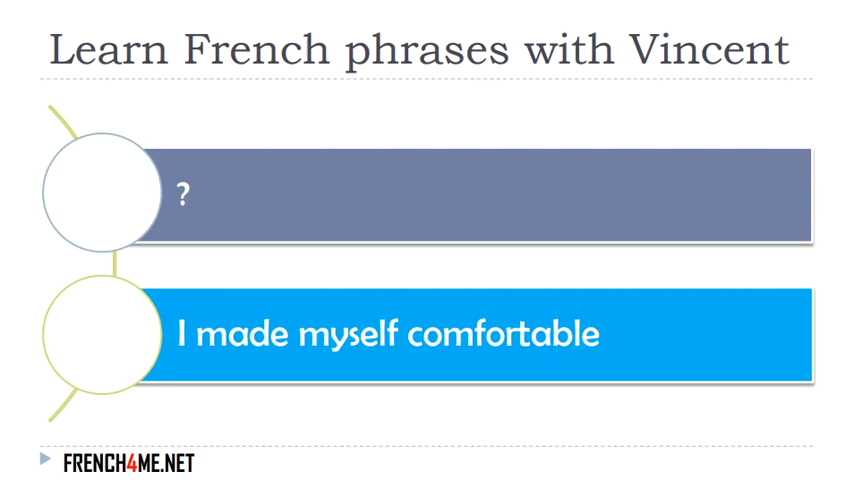 Learn French phrases with Vincent
?
I made myself comfortable
FRENCH4ME.NET